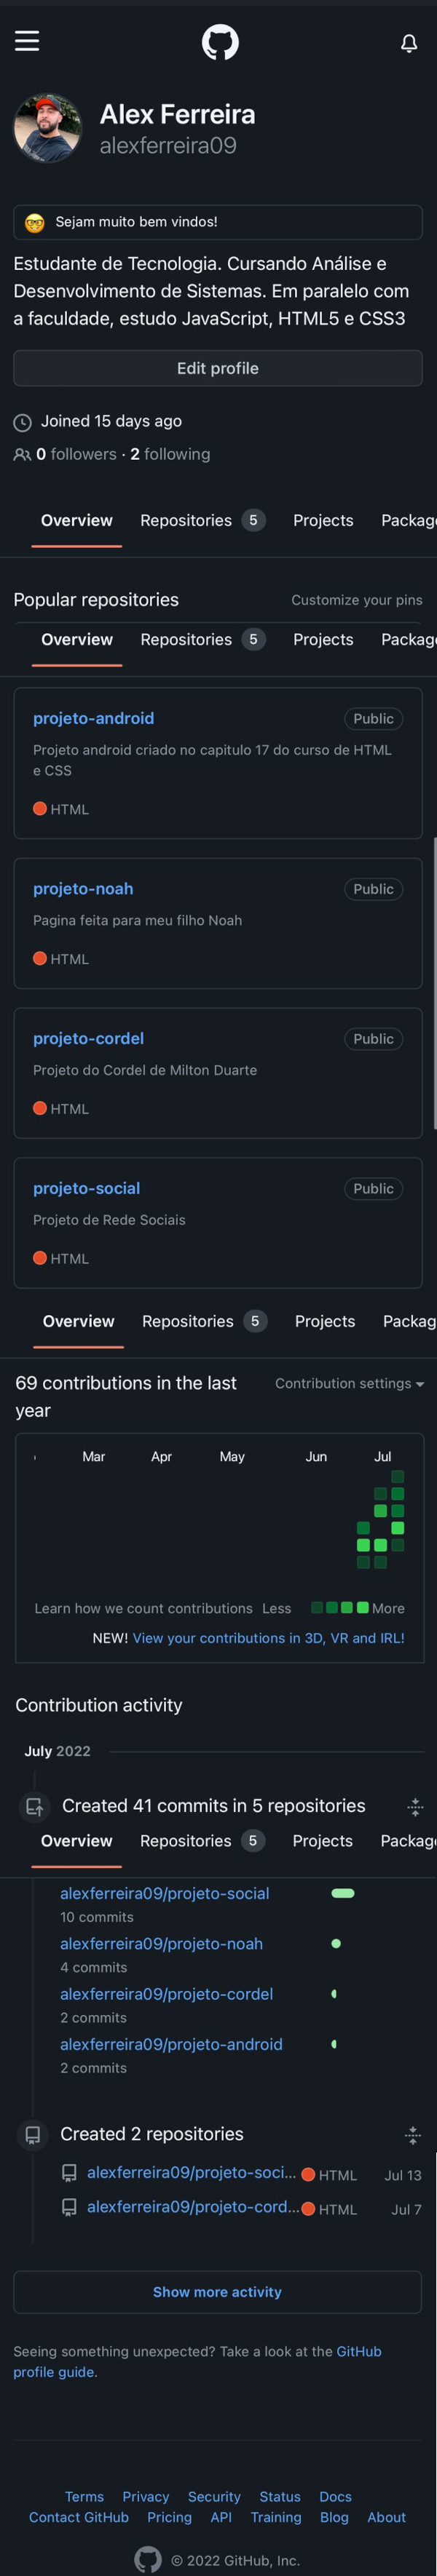 Alex Ferreira
alexferreira09
Sejam muito bem vindos!
Estudante de Tecnologia. Cursando Análise e
Desenvolvimento de Sistemas. Em paralelo com
a faculdade, estudo JavaScript, HTML5 e CSS3
Edit profile
Joined 15 days ago
0 followers · 2 following
Overview Repositories 5 Projects Packag
Popular repositories Customize your pins
Overview Repositories 5 Projects Packag
projeto-android Public
Projeto android criado no capitulo 17 do curso de HTML
e CSS
HTML
projeto-noah Public
Pagina feita para meu filho Noah
HTML
projeto-cordel Public
Projeto do Cordel de Milton Duarte
HTML
projeto-social Public
Projeto de Rede Sociais
HTML
Overview Repositories 5 Projects Packag
69 contributions in the last Contribution settings
year
Mar Apr May Jun Jul
Learn how we count contributions Less More
NEW! View your contributions in 3D, VR and IRL!
Contribution activity
July 2022
Created 41 commits in 5 repositories
Overview Repositories 5 Projects Packag
alexferreira09/projeto-social
10 commits
alexferreira09/projeto-noah
4 commits
alexferreira09/projeto-cordel
2 commits
alexferreira09/projeto-android
2 commits
Created 2 repositories
alexferreira09/projeto-soci... HTML Jul 13
alexferreira09/projeto-cord... HTML Jul 7
Show more activity
Seeing something unexpected? Take a look at the GitHub
profile guide.
Terms Privacy Security Status Docs
Contact GitHub Pricing API Training Blog About
© 2022 GitHub, Inc.